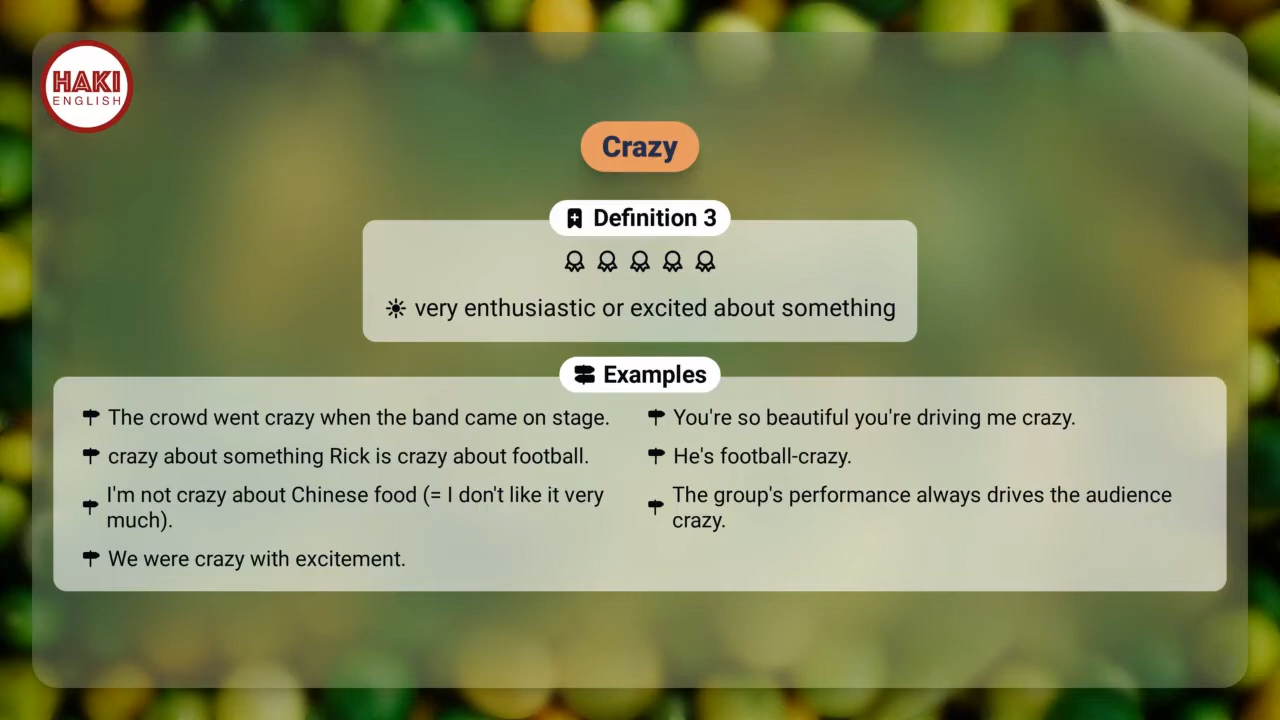 HAKI
ENGLISH
Crazy
Definition 3
very enthusiastic or excited about something
Examples
The crowd went crazy when the band came on stage.
crazy about something Rick is crazy about football.
I'm not crazy about Chinese food (= I don't like it very
much).
We were crazy with excitement.
You're so beautiful you're driving me crazy.
He's football-crazy.
The group's performance always drives the audience
crazy.